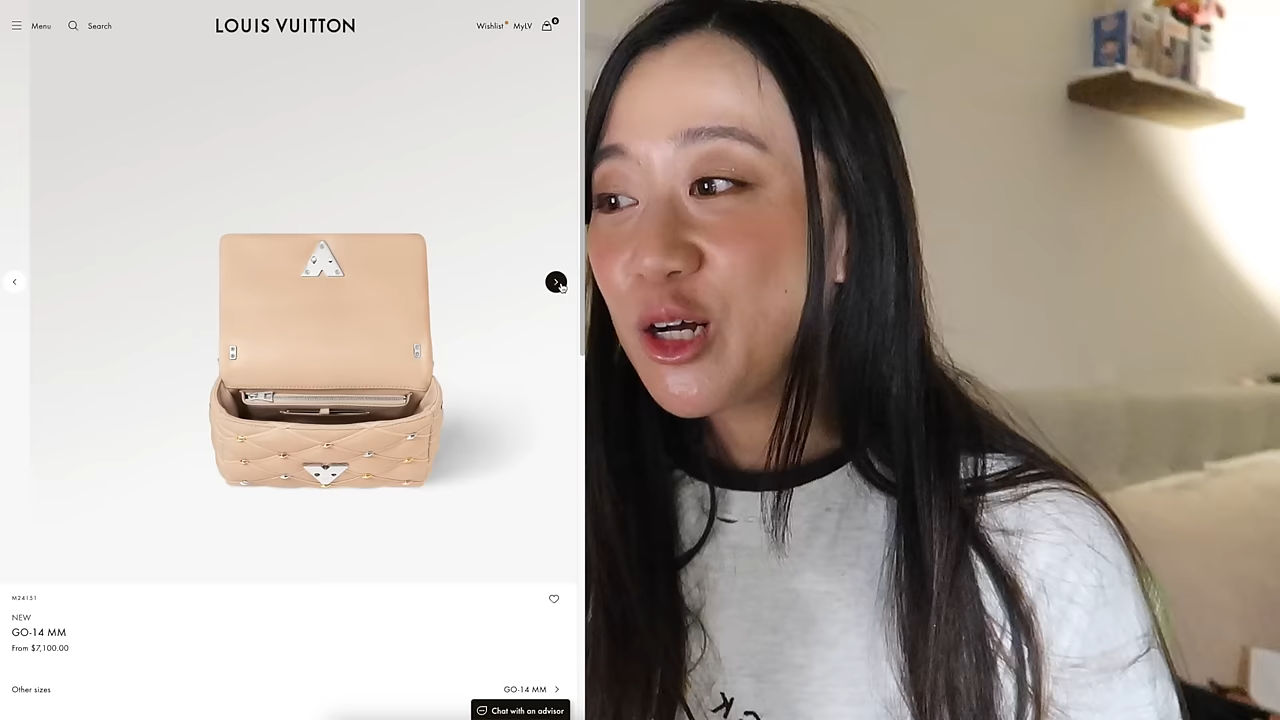 Menu
Search
LOUIS VUITTON
Wishlist
MyLV
0
M24151
NEW
GO-14 MM
From $7,100.00
Other sizes
GO-14 MM
Chat with an advisor